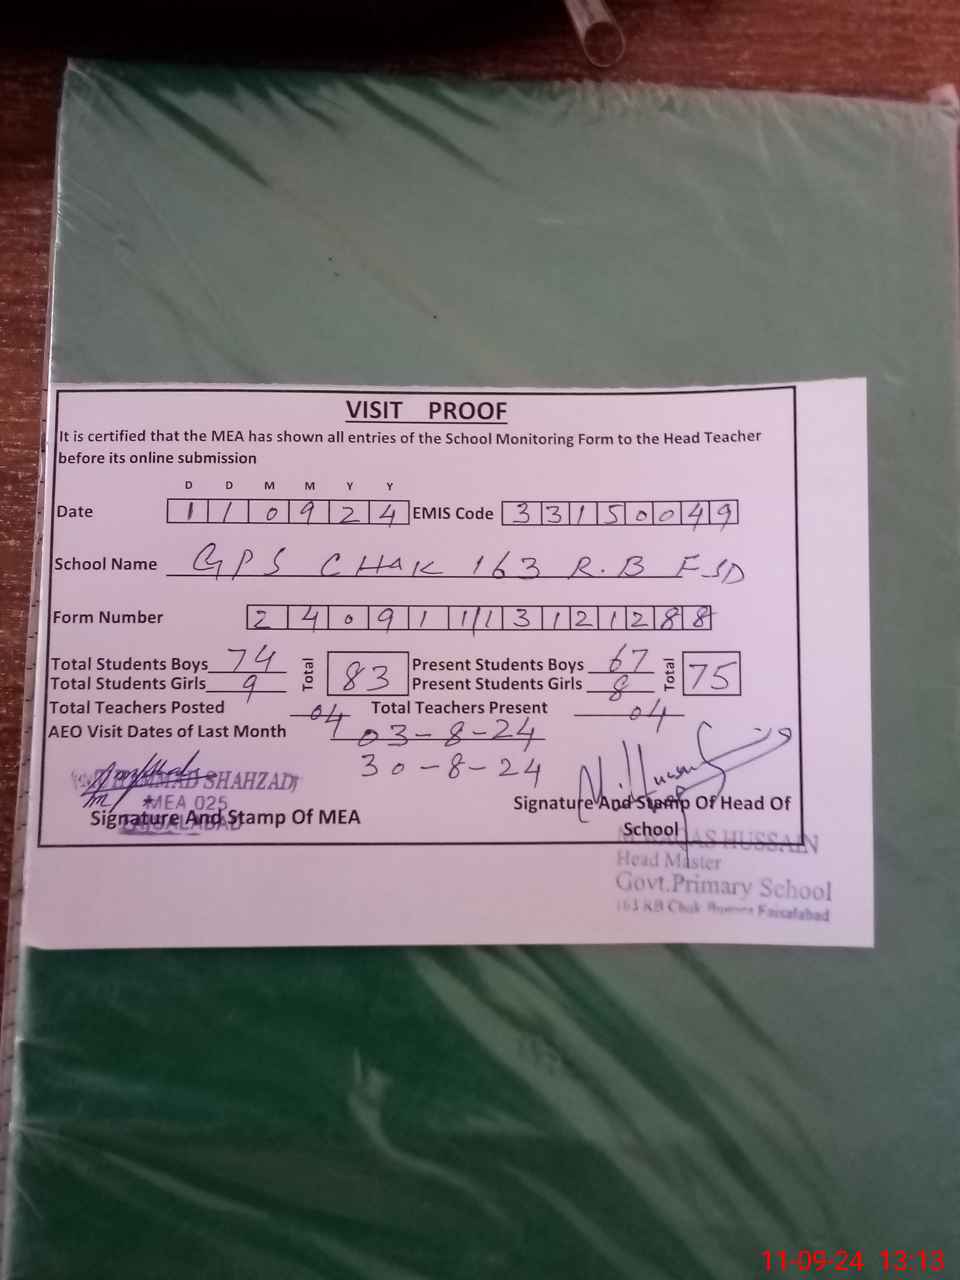 VISIT PROOF
It is certified that the MEA has shown all entries of the School Monitoring Form to the Head Teacher
before its online submission
D D M M Y Y
Date 1 1 0 9 2 4 EMIS Code 3 3 1 5 0 0 4 9
School Name GPS CHAK 163 R.B FSD
Form Number 2 4 0 9 1 1 1 3 1 2 1 2 8 8
Total Students Boys 74 Total 83 Present Students Boys 67 Total 75
Total Students Girls 9 Present Students Girls 8
Total Teachers Posted 04 Total Teachers Present 04
AEO Visit Dates of Last Month 03-8-24
30-8-24
SHAHZAD
MEA 025
Signature And Stamp Of MEA
FAISALABAD
Signature And Stamp Of Head Of
School
HUSSAIN
Head Master
Govt.Primary School
163 RB Chak Faisalabad
11-09-24 13:13